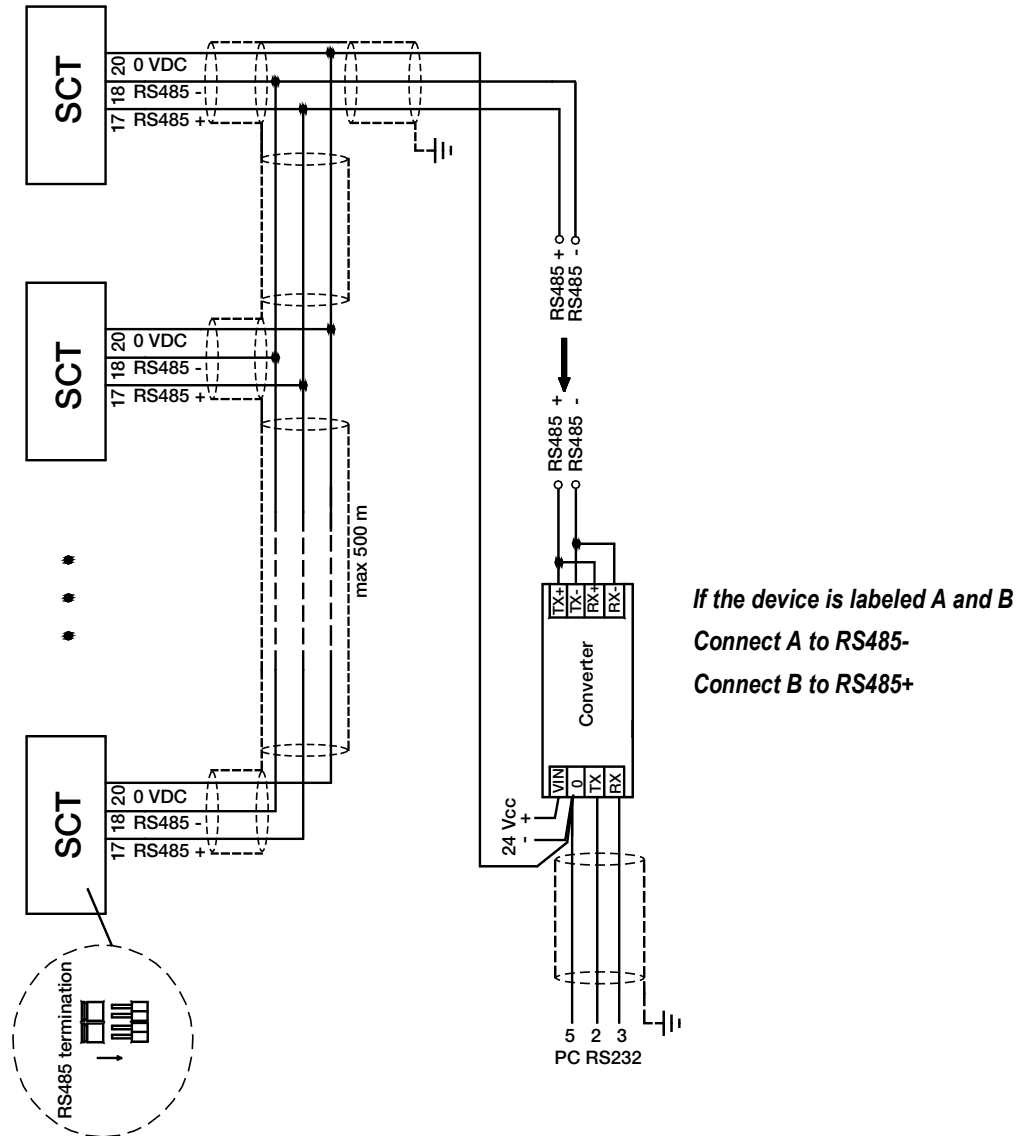 SCT
20 0 VDC
18 RS485 -
17 RS485 +
SCT
20 0 VDC
18 RS485 -
17 RS485 +
SCT
20 0 VDC
18 RS485 -
17 RS485 +
max 500 m
RS485 termination
RS485 +
RS485 -
RS485 +
RS485 -
TX+
TX-
RX+
RX-
Converter
VIN
0
TX
RX
24 Vcc + -
5 2 3
PC RS232
If the device is labeled A and B
Connect A to RS485-
Connect B to RS485+